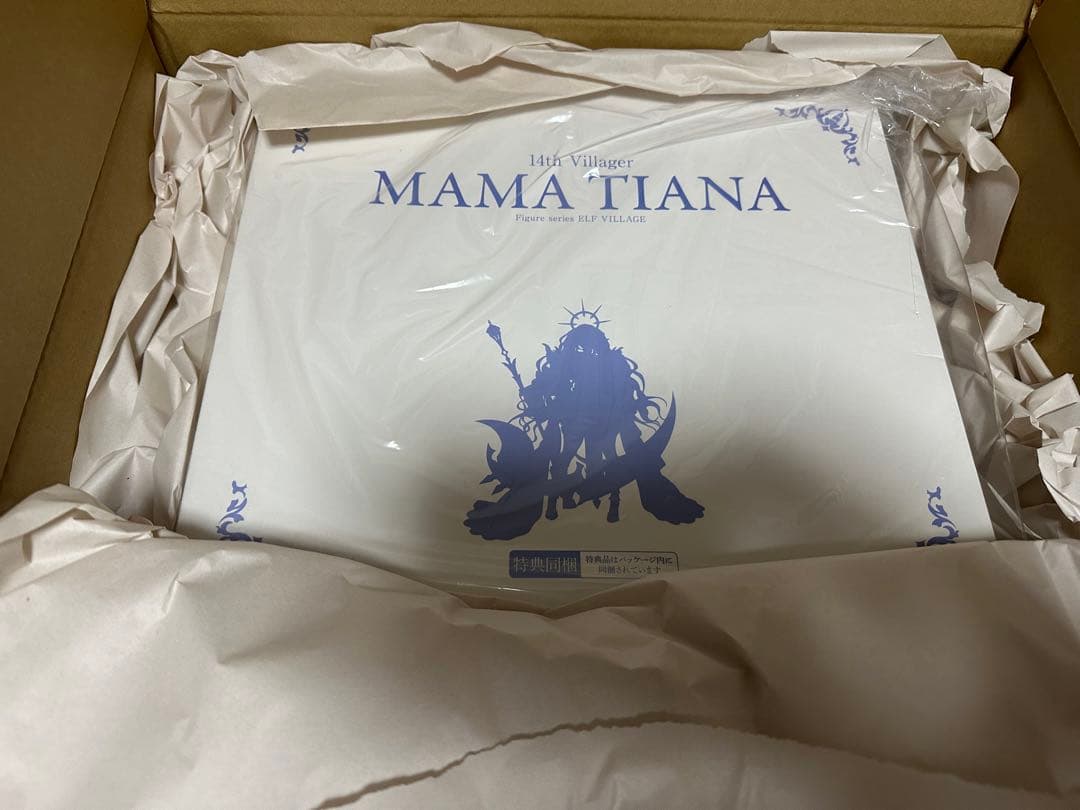 14th Villager
MAMA TIANA
Figure series ELF VILLAGE
特典同梱
特典品はパッケージ内に
同梱されています